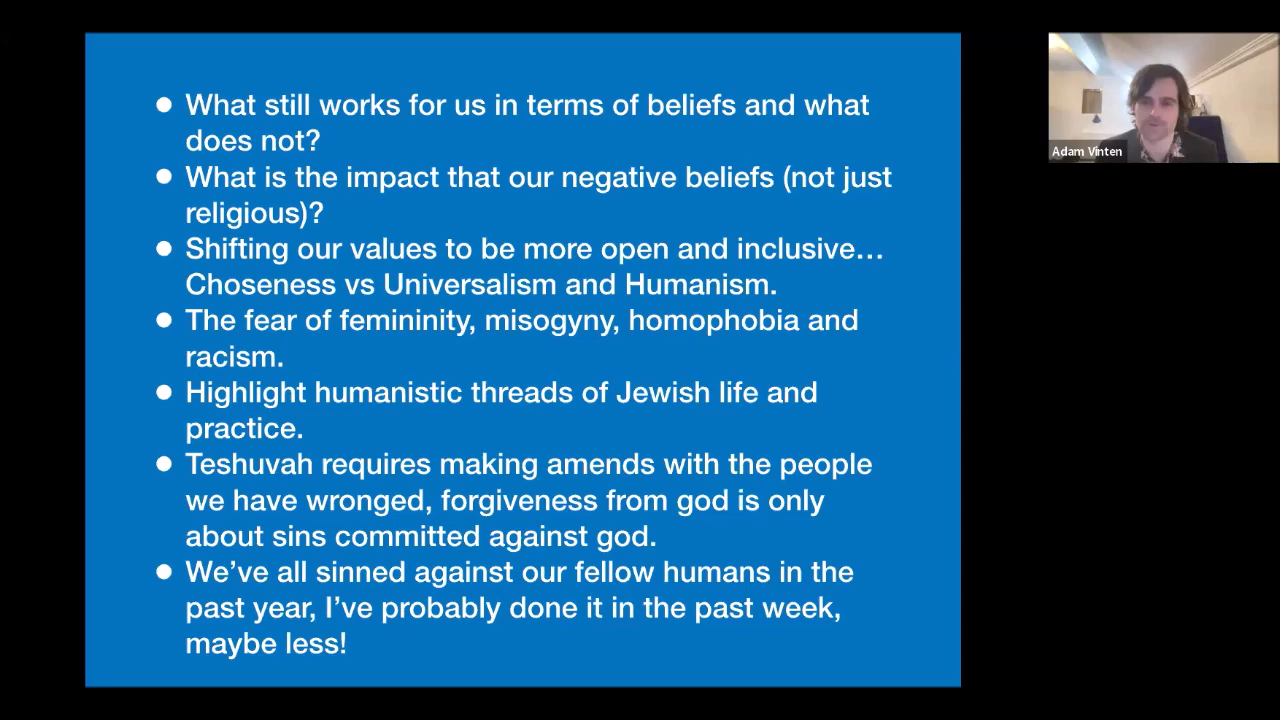 ● What still works for us in terms of beliefs and what
does not?
● What is the impact that our negative beliefs (not just
religious)?
● Shifting our values to be more open and inclusive…
Choseness vs Universalism and Humanism.
● The fear of femininity, misogyny, homophobia and
racism.
● Highlight humanistic threads of Jewish life and
practice.
● Teshuvah requires making amends with the people
we have wronged, forgiveness from god is only
about sins committed against god.
● We’ve all sinned against our fellow humans in the
past year, I’ve probably done it in the past week,
maybe less!
Adam Vinten